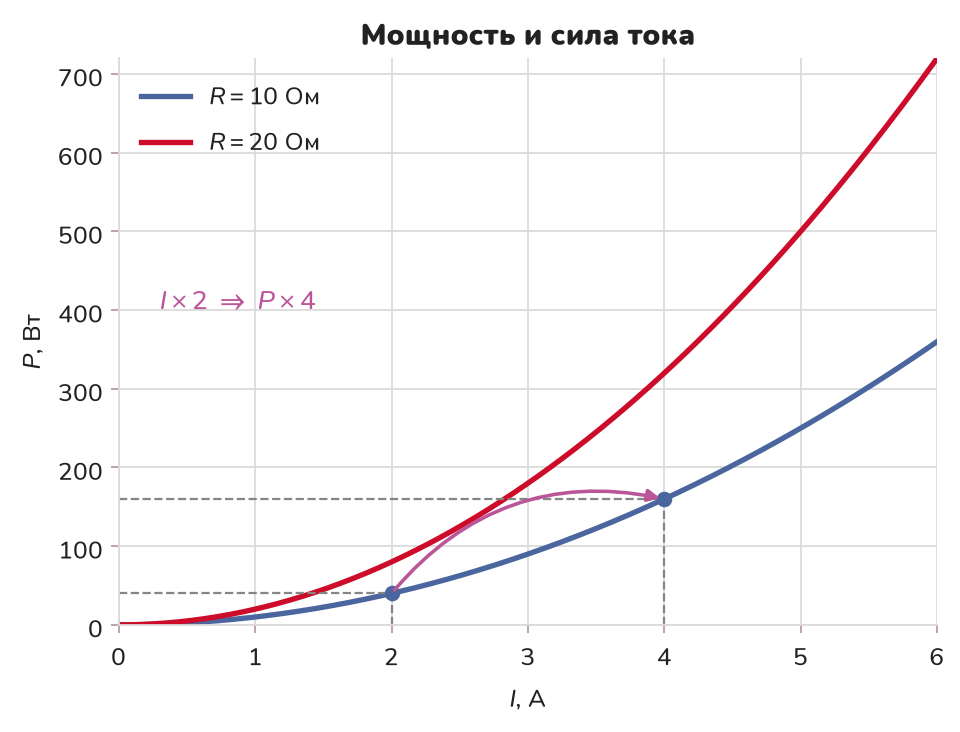 Мощность и сила тока
R = 10 Ом
R = 20 Ом
I × 2 ⇒ P × 4
P, Вт
700
600
500
400
300
200
100
0
0 1 2 3 4 5 6
I, А